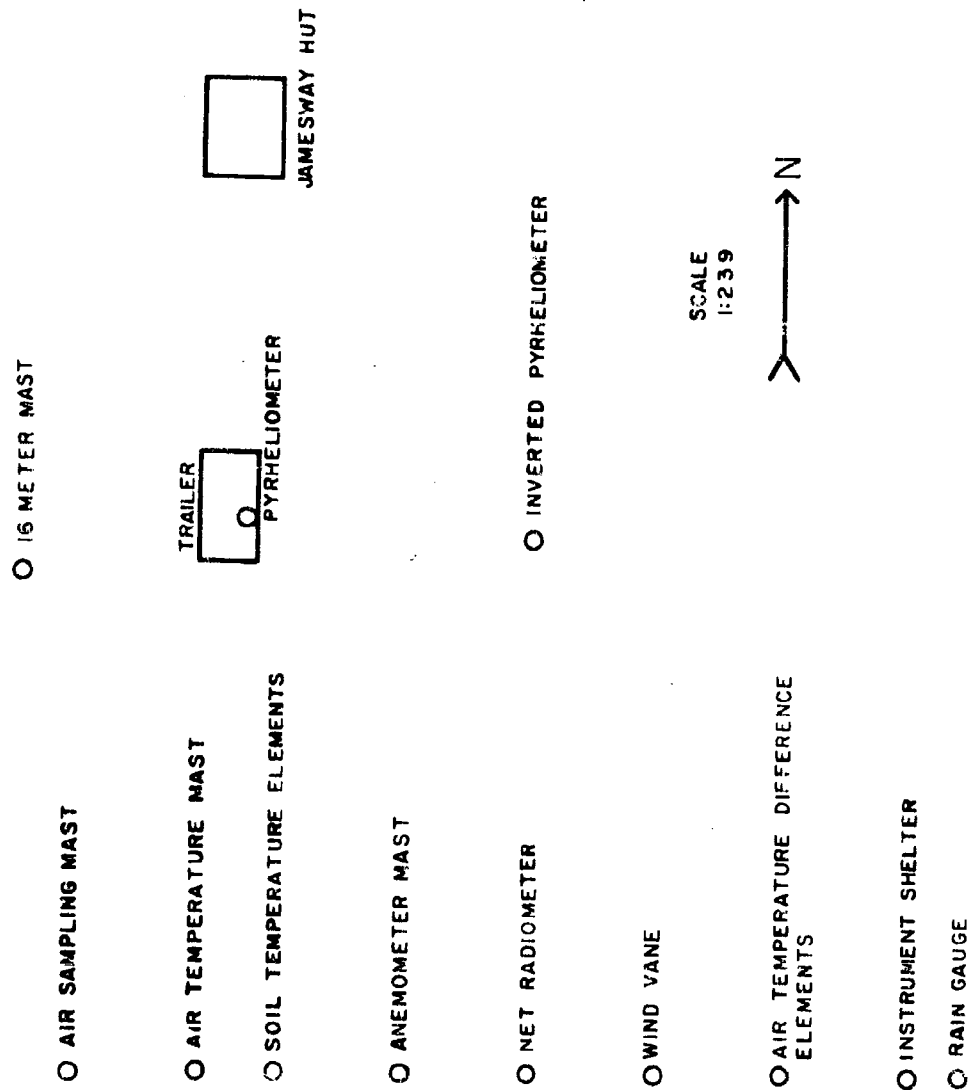 16 METER MAST
JAMESWAY HUT
TRAILER
PYRHELIOMETER
AIR SAMPLING MAST
AIR TEMPERATURE MAST
SOIL TEMPERATURE ELEMENTS
ANEMOMETER MAST
NET RADIOMETER
INVERTED PYRHELIOMETER
WIND VANE
SCALE
1:239
N
AIR TEMPERATURE DIFFERENCE
ELEMENTS
INSTRUMENT SHELTER
RAIN GAUGE